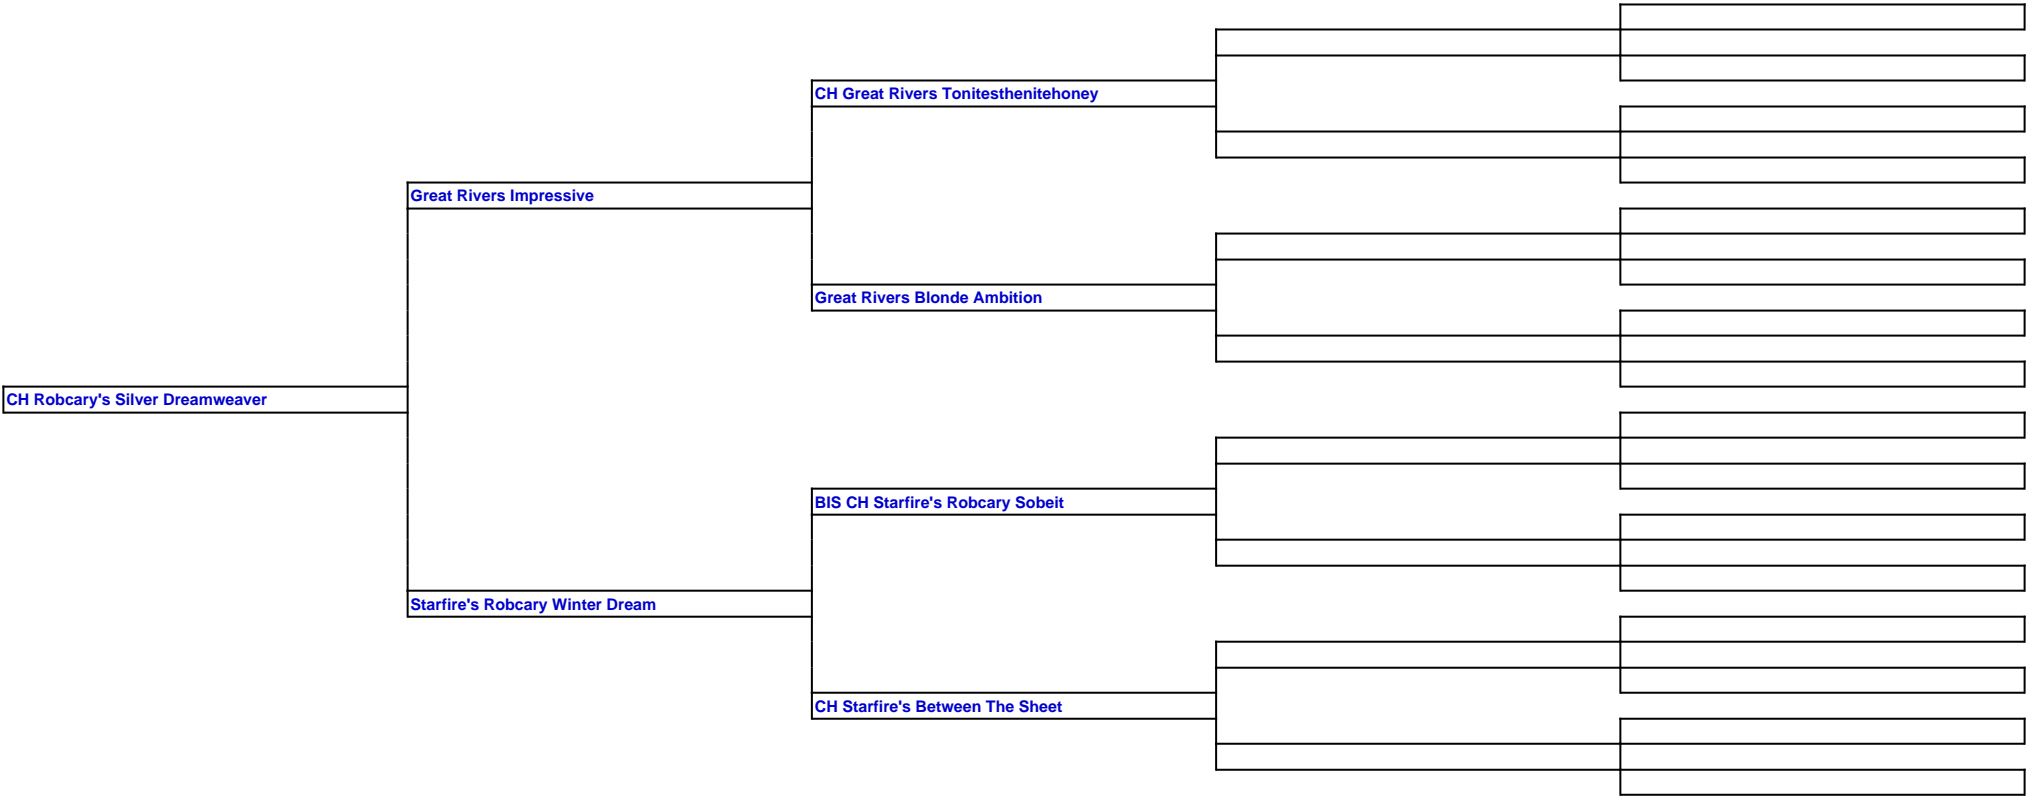 CH Great Rivers Tonitesthenitehoney
Great Rivers Impressive
Great Rivers Blonde Ambition
CH Robcary's Silver Dreamweaver
BIS CH Starfire's Robcary Sobeit
Starfire's Robcary Winter Dream
CH Starfire's Between The Sheet